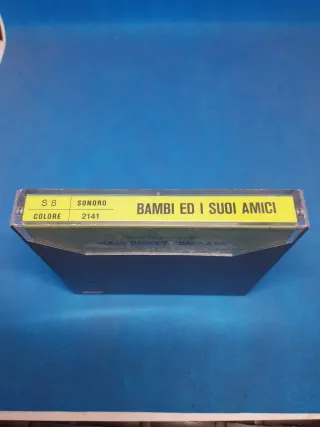 S 8 SONORO
COLORE 2141
BAMBI ED I SUOI AMICI